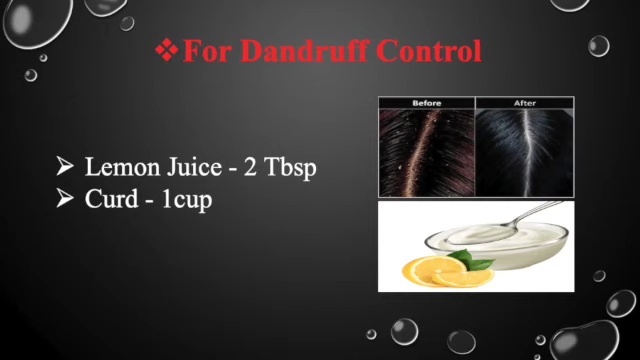 ❖For Dandruff Control
Before
After
➢ Lemon Juice - 2 Tbsp
➢ Curd - 1cup